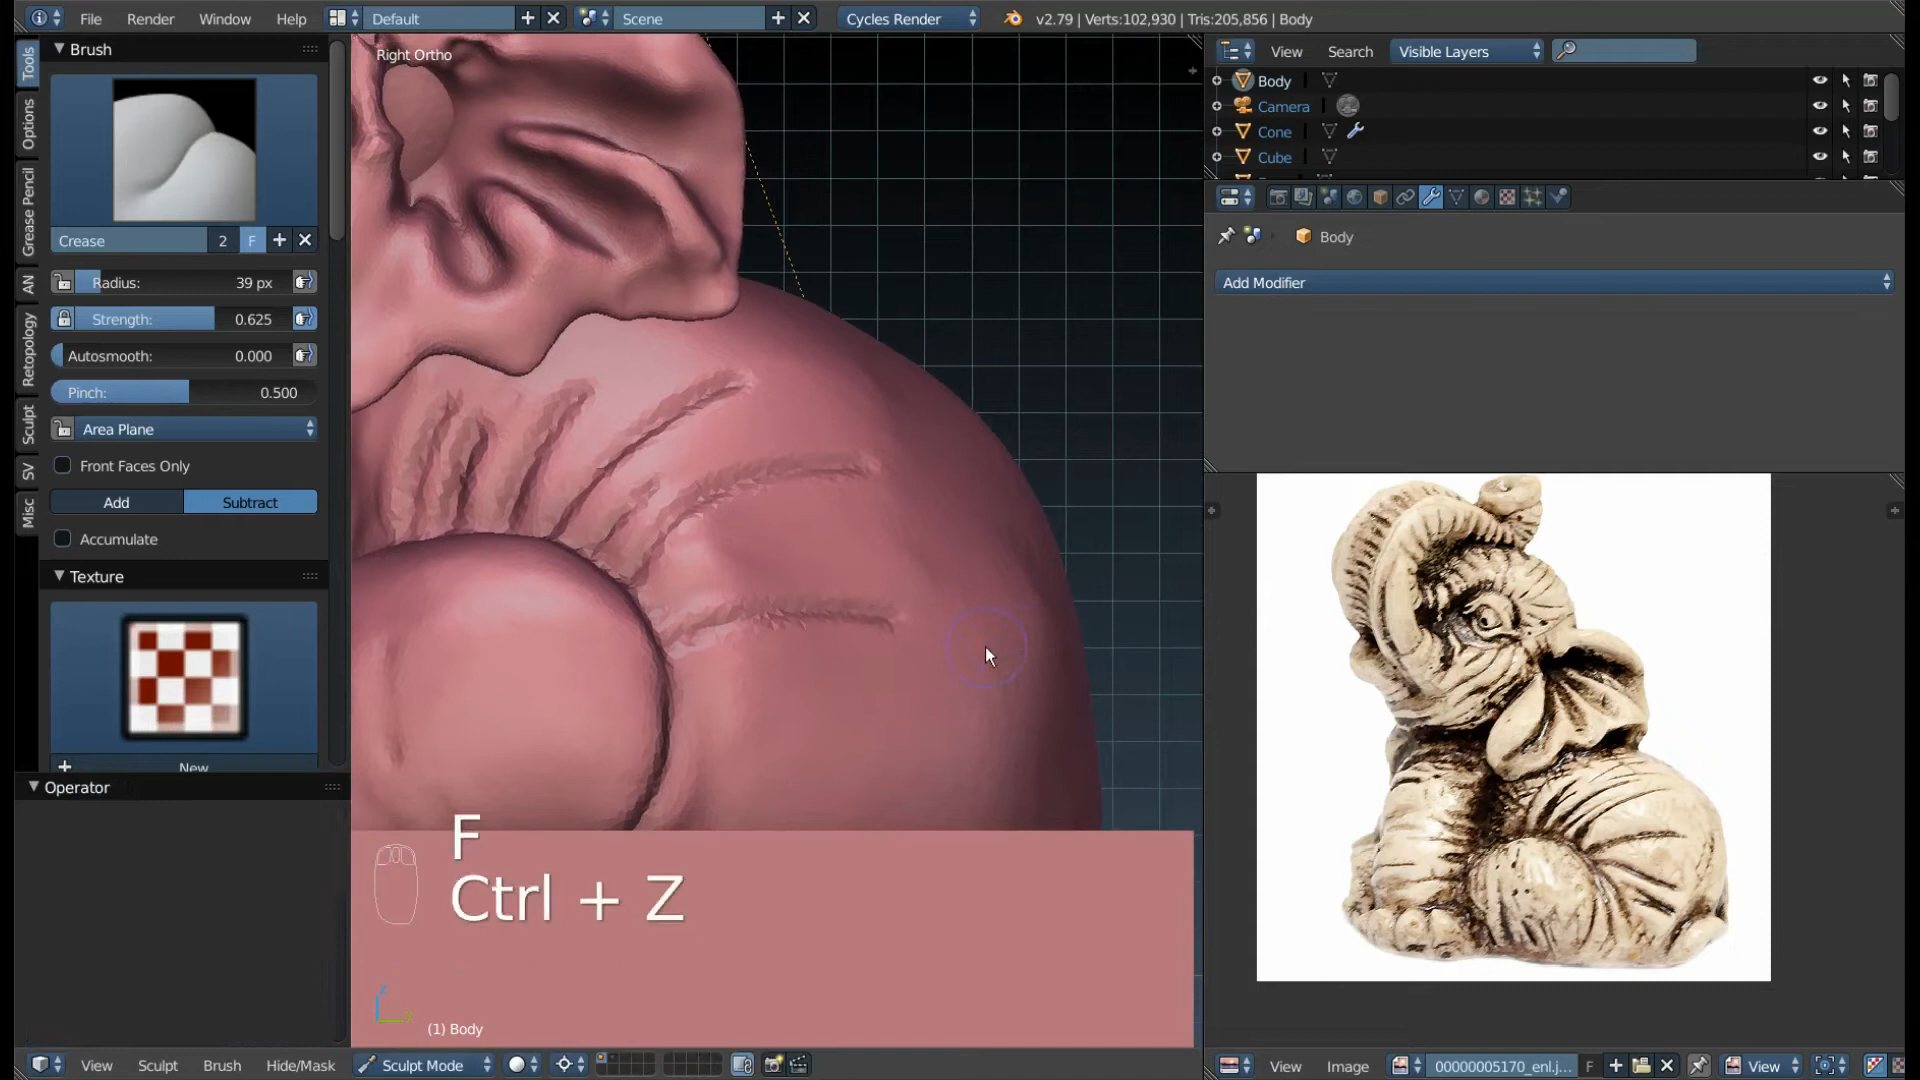 File Render Window Help Default Scene Cycles Render v2.79 | Verts:102,930 | Tris:205,856 | Body
Tools
Options
Grease Pencil
AN
Retopology
Sculpt
SV
Misc
Brush
Crease 2 F
Radius: 39 px
Strength: 0.625
Autosmooth: 0.000
Pinch: 0.500
Area Plane
Front Faces Only
Add Subtract
Accumulate
Texture
New
Operator
Right Ortho
F
Ctrl + Z
z
(1) Body
View Sculpt Brush Hide/Mask Sculpt Mode
View Search Visible Layers
Body
Camera
Cone
Cube
Body
Add Modifier
View Image 00000005170_enl.j... F View